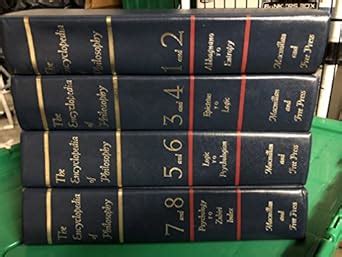 The
Encyclopedia
of
Philosophy
1 and 2
Abbagnano
TO
Entropy
Macmillan
and
Free Press
The
Encyclopedia
of
Philosophy
3 and 4
Epictetus
TO
Logic
Macmillan
and
Free Press
The
Encyclopedia
of
Philosophy
5 and 6
Logic
TO
Psychologism
Macmillan
and
Free Press
The
Encyclopedia
of
Philosophy
7 and 8
Psychology
TO
Zubiri
Index
Macmillan
and
Free Press